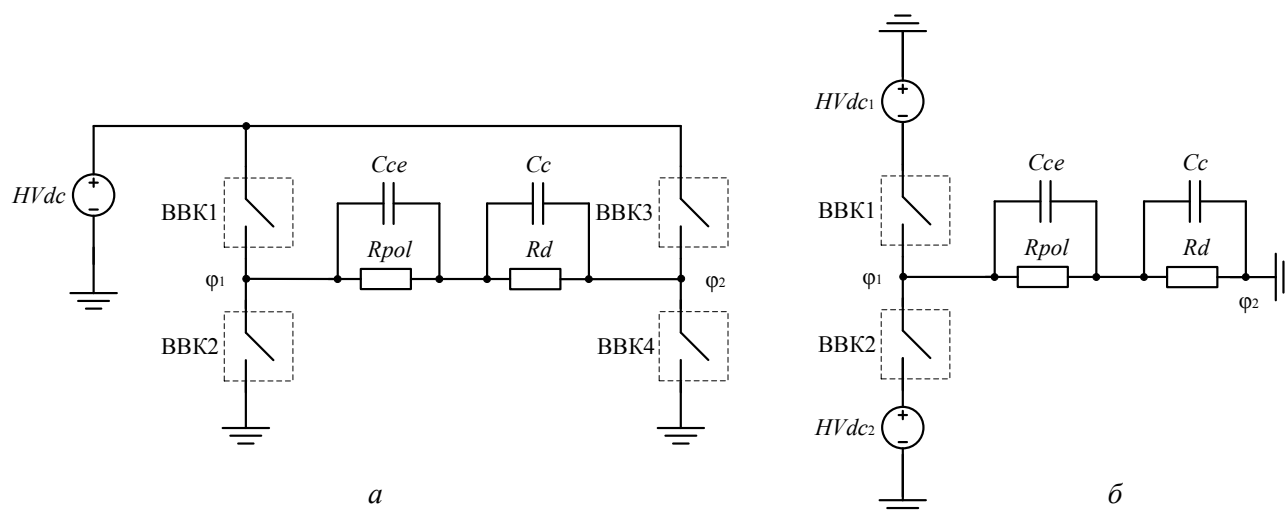 HVdc
+
−
ВВК1
ВВК2
Cce
Rpol
Cc
Rd
ВВК3
ВВК4
φ1
φ2
а
HVdc1
+
−
ВВК1
φ1
ВВК2
HVdc2
+
−
Cce
Rpol
Cc
Rd
φ2
б